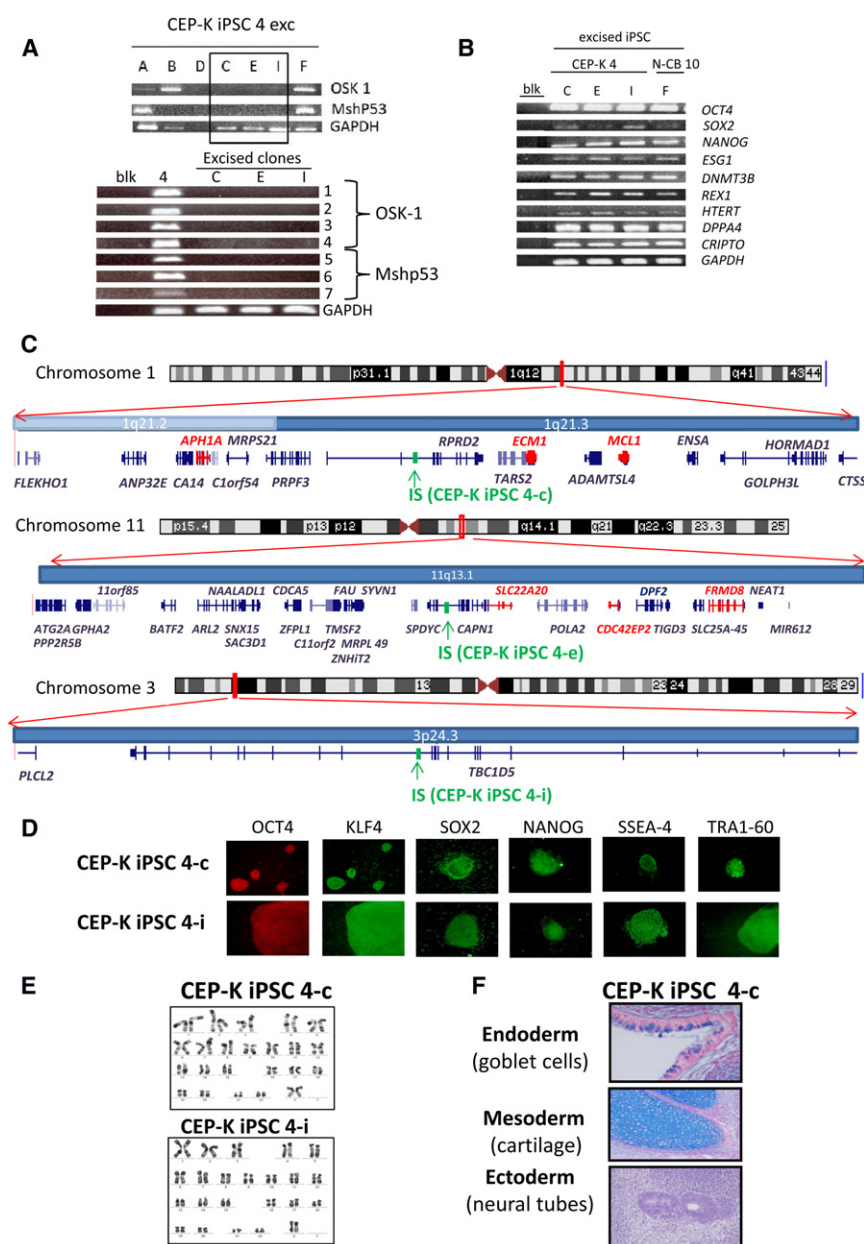 A
CEP-K iPSC 4 exc
A B D C E I F
OSK 1
MshP53
GAPDH
Excised clones
blk 4 C E I
1
2
3
4
OSK-1
5
6
7
Mshp53
GAPDH
B
excised iPSC
CEP-K 4 N-CB 10
blk C E I F
OCT4
SOX2
NANOG
ESG1
DNMT3B
REX1
HTERT
DPPA4
CRIPTO
GAPDH
C
Chromosome 1
p31.1 1q12 q41 43 44
1q21.2 1q21.3
APH1A MRPS21 RPRD2 ECM1 MCL1 ENSA HORMAD1
FLEKHO1 ANP32E CA14 C1orf54 PRPF3 TARS2 ADAMTSL4 GOLPH3L CTSS
IS (CEP-K iPSC 4-c)
Chromosome 11
p15.4 p13 p12 q14.1 q21 q22.3 23.3 25
11q13.1
11orf85 NAALADL1 CDCA5 FAU SYVN1 SLC22A20 DPF2 FRMD8 NEAT1
ATG2A GPHA2 BATF2 ARL2 SNX15 ZFPL1 TMSF2 SPDYC CAPN1 POLA2 CDC42EP2 TIGD3 SLC25A-45 MIR612
PPP2R5B SAC3D1 C11orf2 MRPL 49
ZNHiT2
IS (CEP-K iPSC 4-e)
Chromosome 3
13 23 24 28 29
3p24.3
PLCL2 TBC1D5
IS (CEP-K iPSC 4-i)
D
OCT4 KLF4 SOX2 NANOG SSEA-4 TRA1-60
CEP-K iPSC 4-c
CEP-K iPSC 4-i
E
CEP-K iPSC 4-c
CEP-K iPSC 4-i
F
CEP-K iPSC 4-c
Endoderm
(goblet cells)
Mesoderm
(cartilage)
Ectoderm
(neural tubes)